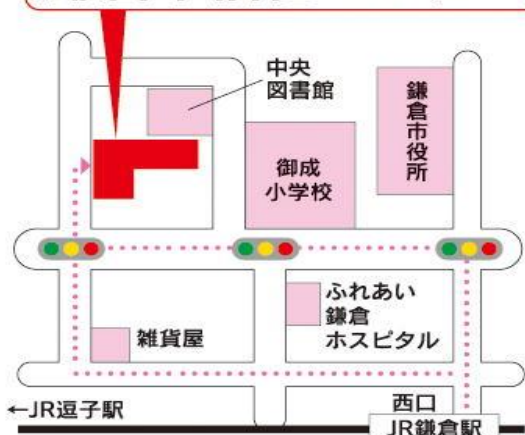 中央
図書館
鎌倉市役所
御成
小学校
ふれあい
鎌倉
ホスピタル
雑貨屋
←JR逗子駅
西口
JR鎌倉駅